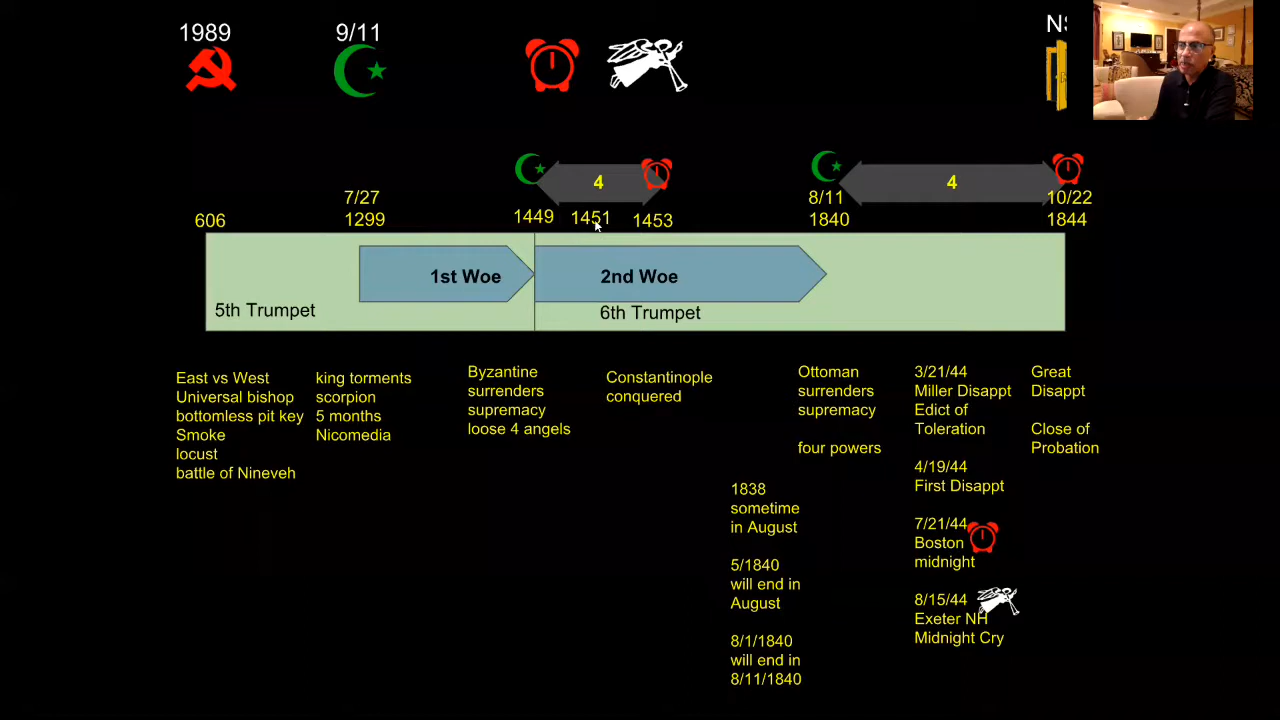 1989
9/11
4
4
7/27
8/11
10/22
606
1299
1449
1451
1453
1840
1844
1st Woe
2nd Woe
5th Trumpet
6th Trumpet
East vs West
Universal bishop
bottomless pit key
Smoke
locust
battle of Nineveh
king torments
scorpion
5 months
Nicomedia
Byzantine
surrenders
supremacy
loose 4 angels
Constantinople
conquered
1838
sometime
in August
5/1840
will end in
August
8/1/1840
will end in
8/11/1840
Ottoman
surrenders
supremacy
four powers
3/21/44
Miller Disappt
Edict of
Toleration
4/19/44
First Disappt
7/21/44
Boston
midnight
8/15/44
Exeter NH
Midnight Cry
Great
Disappt
Close of
Probation